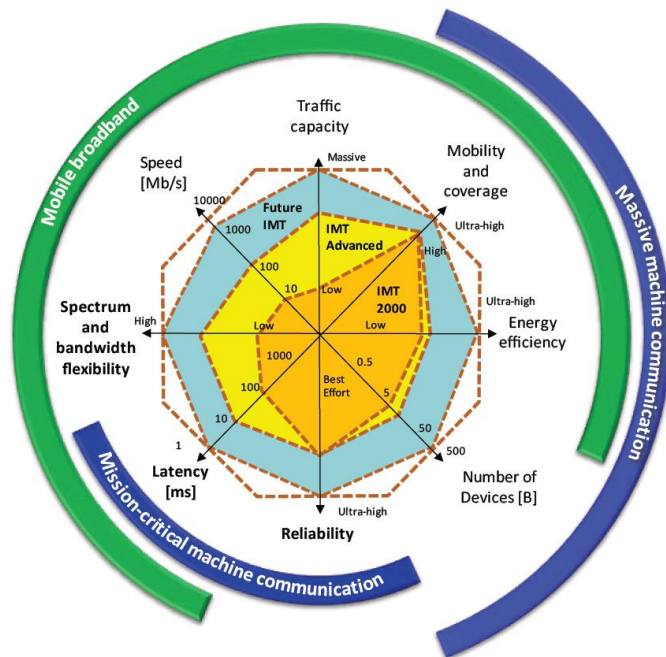 Mobile broadband
Massive machine communication
Mission-critical machine communication
Traffic
capacity
Massive
Low
Mobility and
coverage
Ultra-high
High
Energy
efficiency
Ultra-high
Low
Number of
Devices [B]
0.5
5
50
500
Reliability
Best
Effort
Ultra-high
Latency
[ms]
1000
100
10
1
Spectrum and
bandwidth
flexibility
High
Low
Speed
[Mb/s]
10000
1000
100
10
Future
IMT
IMT
Advanced
IMT
2000